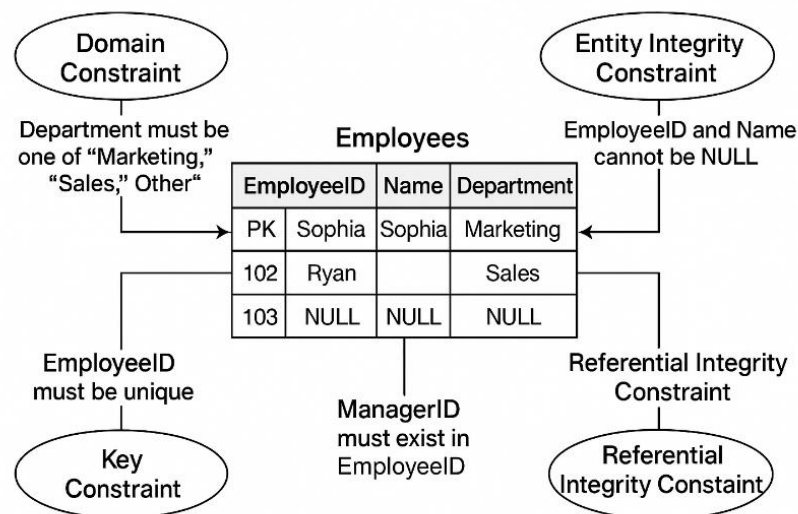 Domain
Constraint
Entity Integrity
Constraint
Department must be
one of “Marketing,”
“Sales,” Other“
EmployeeID and Name
cannot be NULL
Employees
EmployeeID Name Department
PK Sophia Sophia Marketing
102 Ryan Sales
103 NULL NULL NULL
EmployeeID
must be unique
ManagerID
must exist in
EmployeeID
Referential Integrity
Constraint
Key
Constraint
Referential
Integrity Constaint